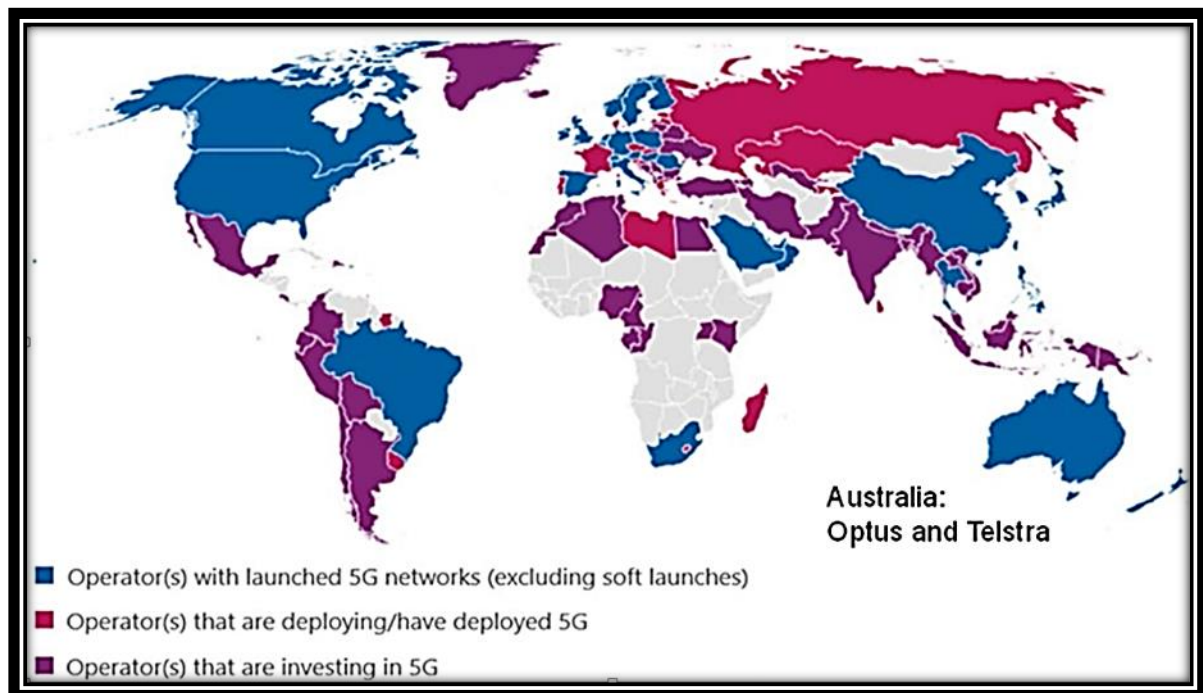 Australia:
Optus and Telstra
Operator(s) with launched 5G networks (excluding soft launches)
Operator(s) that are deploying/have deployed 5G
Operator(s) that are investing in 5G